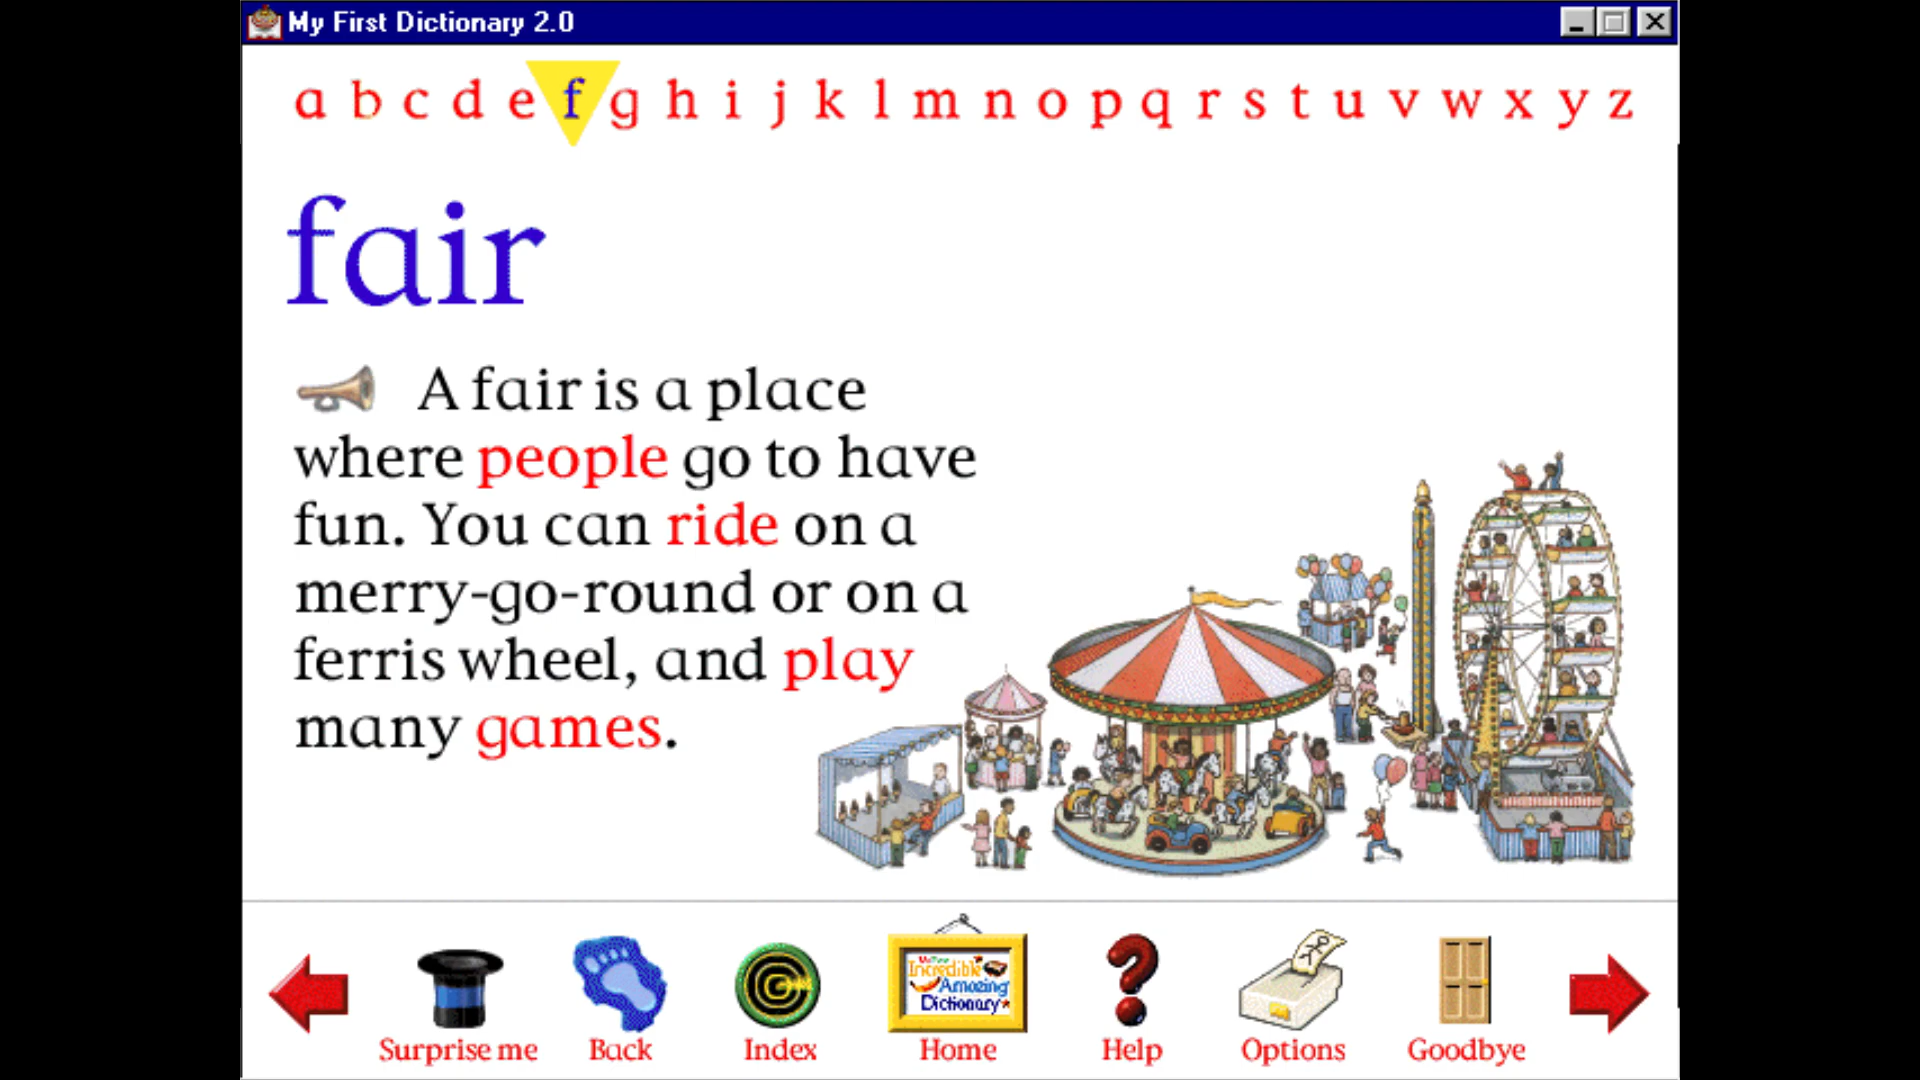 My First Dictionary 2.0
a b c d e f g h i j k l m n o p q r s t u v w x y z
fair
A fair is a place
where people go to have
fun. You can ride on a
merry-go-round or on a
ferris wheel, and play
many games.
My First
Incredible
Amazing
Dictionary
Surprise me Back Index Home Help Options Goodbye